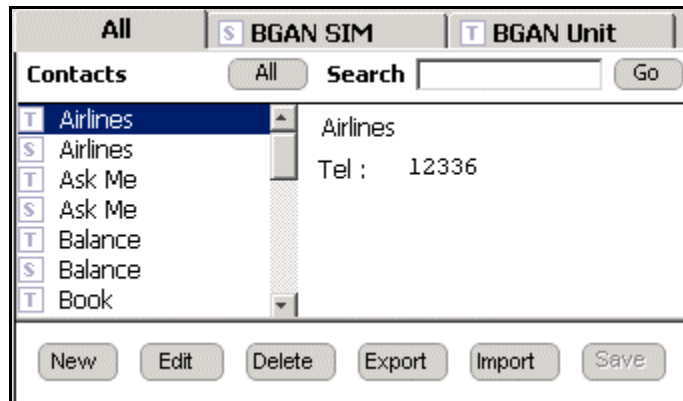 All S BGAN SIM T BGAN Unit
Contacts All Search Go
T Airlines
S Airlines
T Ask Me
S Ask Me
T Balance
S Balance
T Book
Airlines
Tel : 12336
New Edit Delete Export Import Save